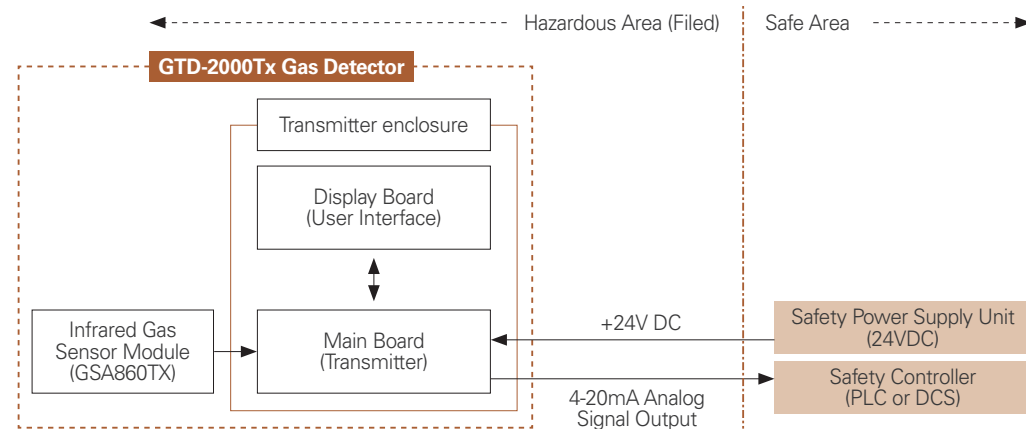 Hazardous Area (Filed)
Safe Area
GTD-2000Tx Gas Detector
Transmitter enclosure
Display Board
(User Interface)
Infrared Gas
Sensor Module
(GSA860TX)
Main Board
(Transmitter)
+24V DC
4-20mA Analog
Signal Output
Safety Power Supply Unit
(24VDC)
Safety Controller
(PLC or DCS)